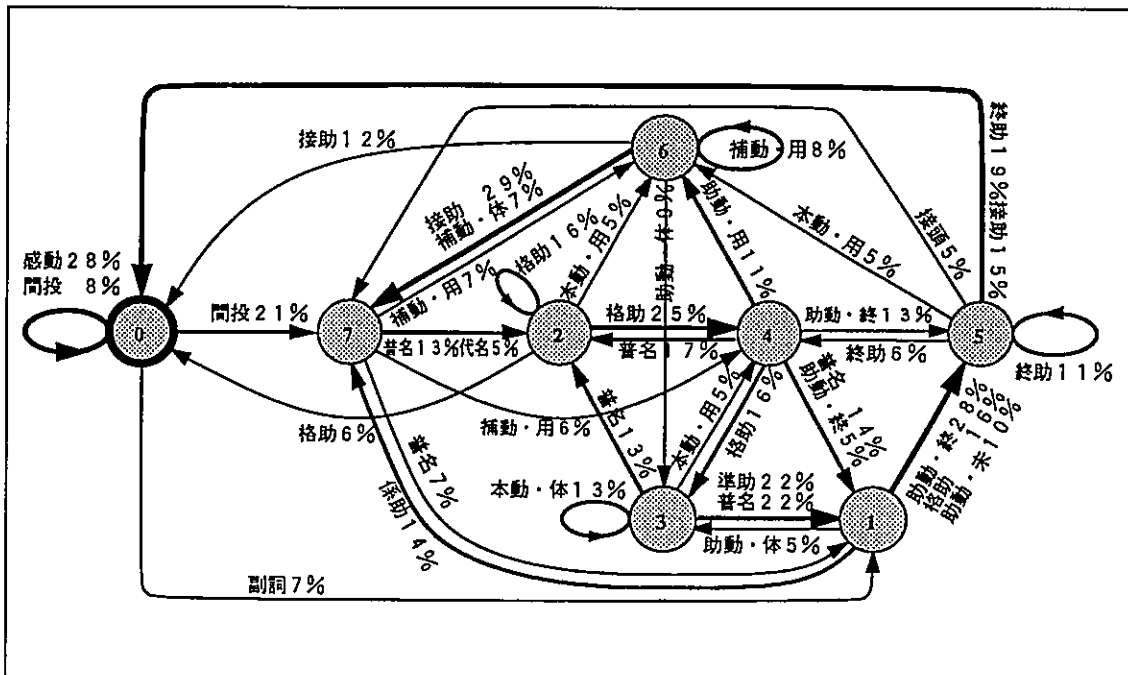 接助12%
6
補動・用8%
終助19%接助15%
接助 29%
補動・体7%
補動・用7%
格助16%
本動・用5%
助動・体9%
助動・用11%
本動・用5%
接頭5%
感動28%
間投 8%
0
間投21%
7
普名13%代名5%
2
格助25%
普名17%
4
助動・終13%
終助6%
5
終助11%
格助6%
補動・用6%
普名13%
本動・用5%
格助16%
普名 14%
助動・終5%
助動・終28%
格助 16%
助動・未10%
普名7%
係助14%
本動・体13%
3
準助22%
普名22%
助動・体5%
1
副詞7%